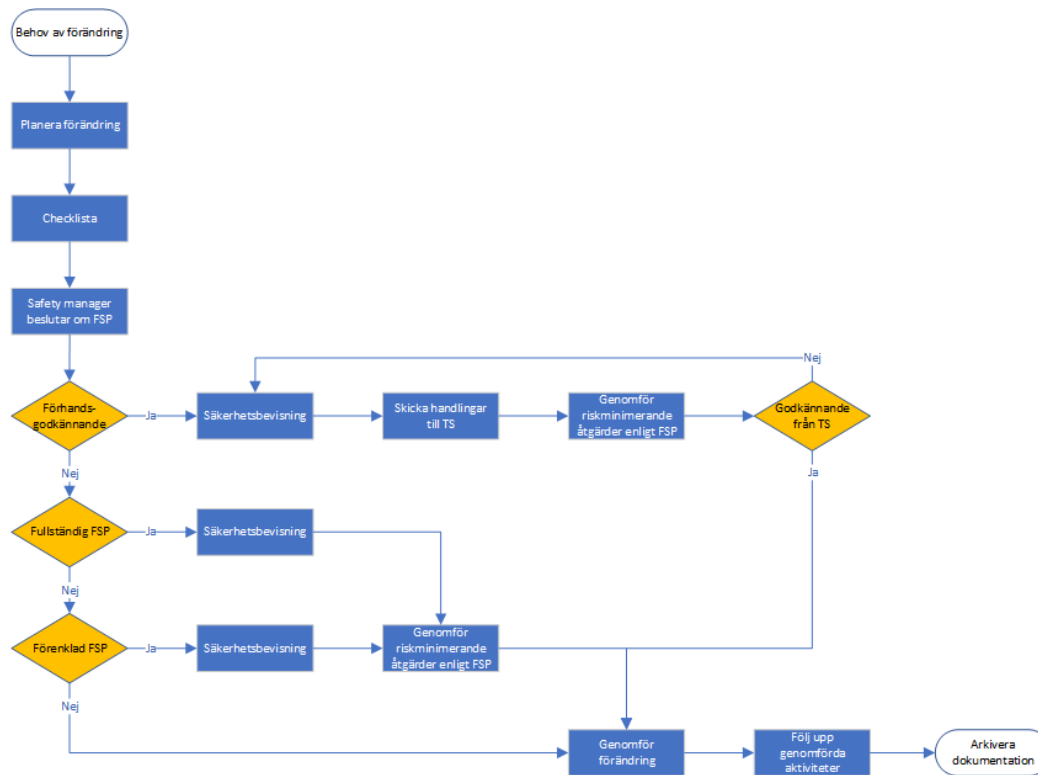 Behov av förändring
Planera förändring
Checklista
Safety manager
beslutar om FSP
Nej
Förhands-
godkännande
Ja
Säkerhetsbevisning
Skicka handlingar
till TS
Genomför
riskminimerande
åtgärder enligt FSP
Godkännande
från TS
Nej
Ja
Fullständig FSP
Ja
Säkerhetsbevisning
Nej
Förenklad FSP
Ja
Säkerhetsbevisning
Genomför
riskminimerande
åtgärder enligt FSP
Nej
Genomför
förändring
Följ upp
genomförda
aktiviteter
Arkivera
dokumentation